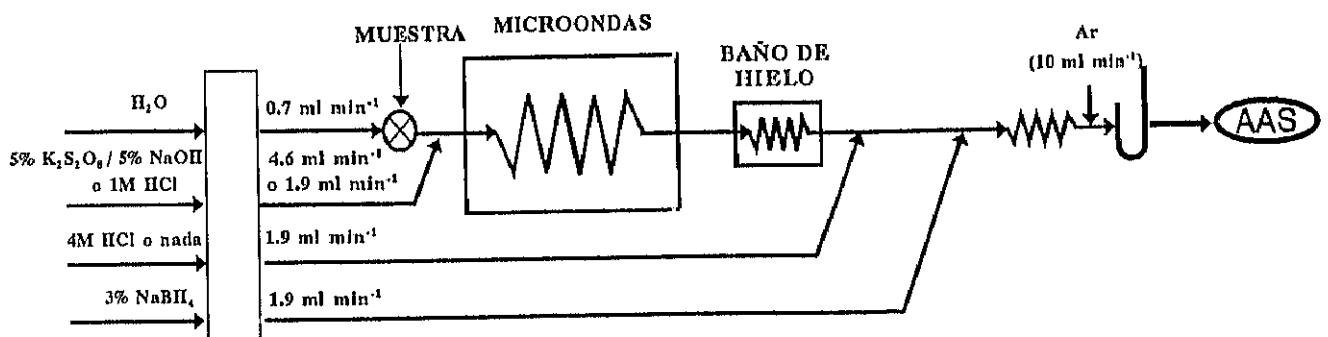 MUESTRA
MICROONDAS
BAÑO DE
HIELO
Ar
(10 ml min⁻¹)
AAS
H₂O
0.7 ml min⁻¹
5% K₂S₂O₈ / 5% NaOH
o 1M HCl
4.6 ml min⁻¹
o 1.9 ml min⁻¹
4M HCl o nada
1.9 ml min⁻¹
3% NaBH₄
1.9 ml min⁻¹